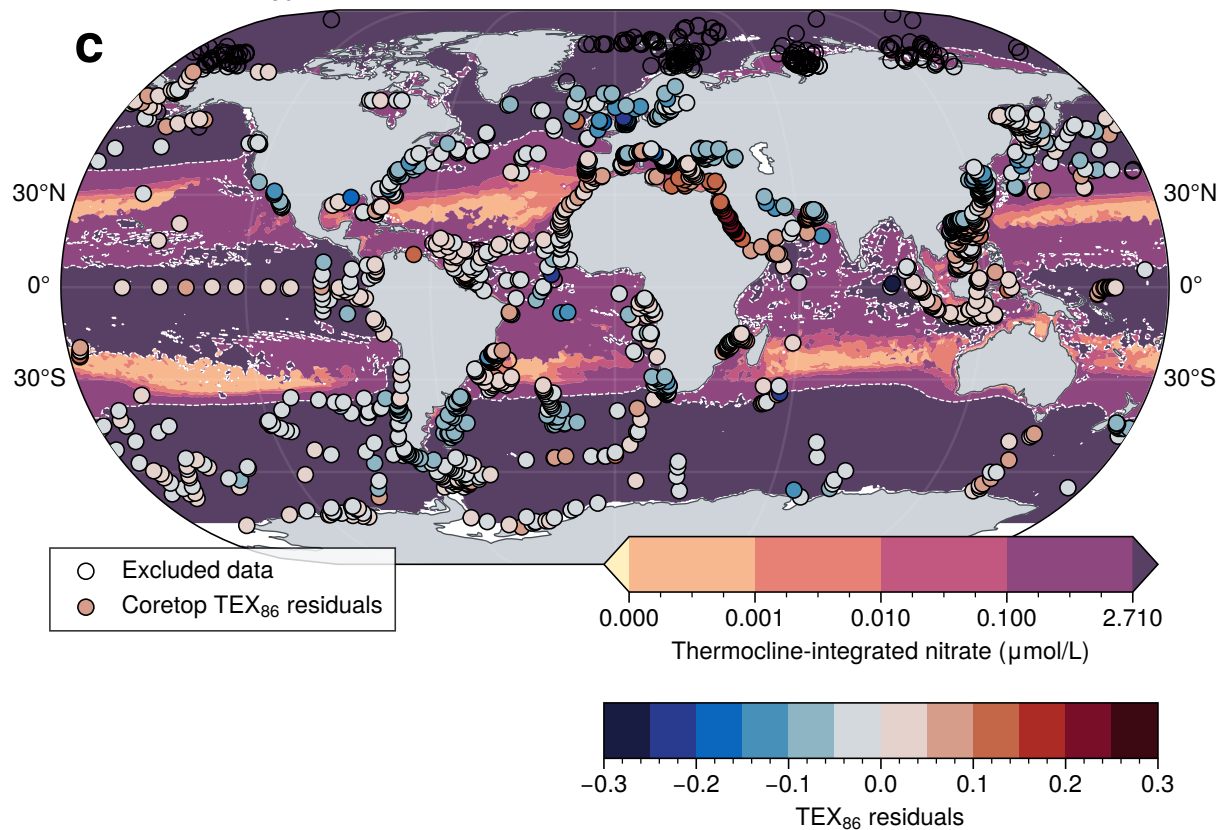 c
30°N
30°N
0°
0°
30°S
30°S
Excluded data
Coretop TEX₈₆ residuals
0.000 0.001 0.010 0.100 2.710
Thermocline-integrated nitrate (µmol/L)
−0.3 −0.2 −0.1 0.0 0.1 0.2 0.3
TEX₈₆ residuals